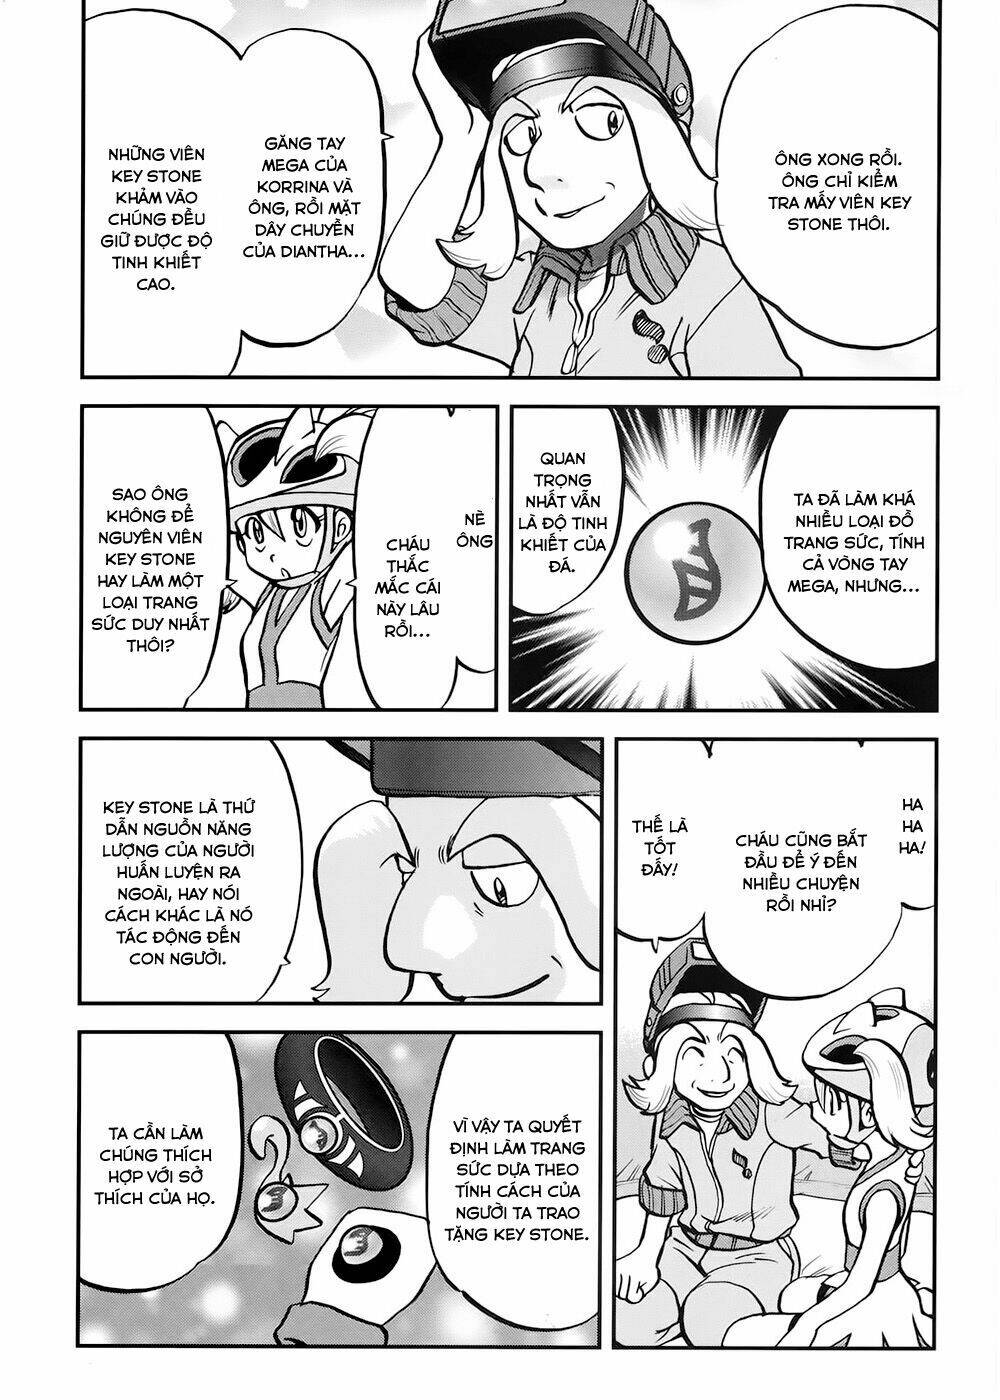 ÔNG XONG RỒI.
ÔNG CHỈ KIỂM
TRA MẤY VIÊN KEY
STONE THÔI.
GĂNG TAY
MEGA CỦA
KORRINA VÀ
ÔNG, RỒI MẶT
DÂY CHUYỀN
CỦA DIANTHA...
NHỮNG VIÊN
KEY STONE
KHẢM VÀO
CHÚNG ĐỀU
GIỮ ĐƯỢC ĐỘ
TINH KHIẾT
CAO.
TA ĐÃ LÀM KHÁ
NHIỀU LOẠI ĐỒ
TRANG SỨC, TÍNH
CẢ VÒNG TAY
MEGA, NHƯNG...
QUAN
TRỌNG
NHẤT VẪN
LÀ ĐỘ TINH
KHIẾT CỦA
ĐÁ.
NÈ
ÔNG
CHÁU
THẮC
MẮC CÁI
NÀY LÂU
RỒI...
SAO ÔNG
KHÔNG ĐỂ
NGUYÊN VIÊN
KEY STONE
HAY LÀM MỘT
LOẠI TRANG
SỨC DUY NHẤT
THÔI?
HA
HA
HA!
CHÁU CŨNG BẮT
ĐẦU ĐỂ Ý ĐẾN
NHIỀU CHUYỆN
RỒI NHỈ?
THẾ LÀ
TỐT
ĐẤY!
KEY STONE LÀ THỨ
DẪN NGUỒN NĂNG
LƯỢNG CỦA NGƯỜI
HUẤN LUYỆN RA
NGOÀI, HAY NÓI
CÁCH KHÁC LÀ NÓ
TÁC ĐỘNG ĐẾN
CON NGƯỜI.
VÌ VẬY TA QUYẾT
ĐỊNH LÀM TRANG
SỨC DỰA THEO
TÍNH CÁCH CỦA
NGƯỜI TA TRAO
TẶNG KEY STONE.
TA CẦN LÀM
CHÚNG THÍCH
HỢP VỚI SỞ
THÍCH CỦA HỌ.